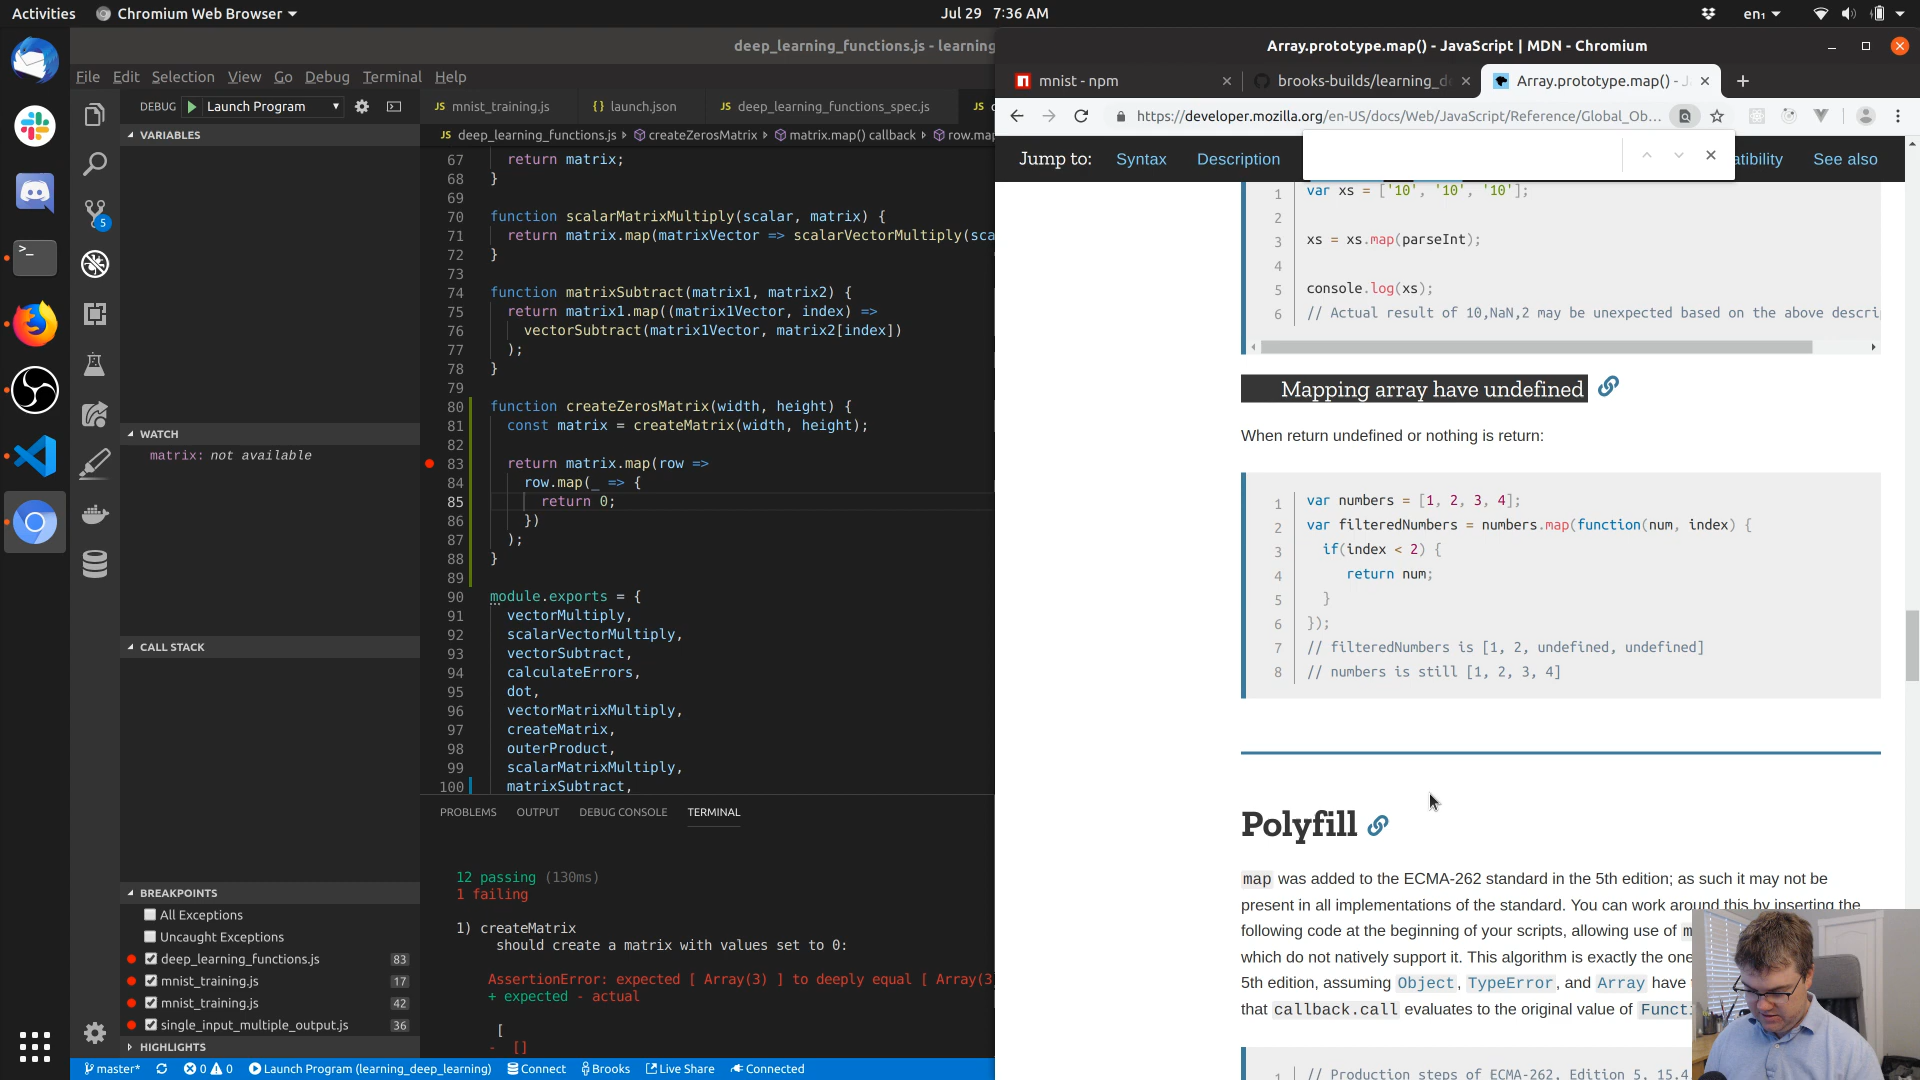 Activities
Chromium Web Browser
Jul 29 7:36 AM
en₁
deep_learning_functions.js - learning
Array.prototype.map() - JavaScript | MDN - Chromium
File Edit Selection View Go Debug Terminal Help
mnist - npm
brooks-builds/learning_d
Array.prototype.map() - J
DEBUG Launch Program
mnist_training.js
launch.json
deep_learning_functions_spec.js
https://developer.mozilla.org/en-US/docs/Web/JavaScript/Reference/Global_Ob...
VARIABLES
deep_learning_functions.js
createZerosMatrix
matrix.map() callback
row.map
Jump to: Syntax Description
atibility See also
67 return matrix;
68 }
69
70 function scalarMatrixMultiply(scalar, matrix) {
71 return matrix.map(matrixVector => scalarVectorMultiply(sca
72 }
73
74 function matrixSubtract(matrix1, matrix2) {
75 return matrix1.map((matrix1Vector, index) =>
76 vectorSubtract(matrix1Vector, matrix2[index])
77 );
78 }
79
80 function createZerosMatrix(width, height) {
81 const matrix = createMatrix(width, height);
82
83 return matrix.map(row =>
84 row.map(_ => {
85 return 0;
86 })
87 );
88 }
89
90 module.exports = {
91 vectorMultiply,
92 scalarVectorMultiply,
93 vectorSubtract,
94 calculateErrors,
95 dot,
96 vectorMatrixMultiply,
97 createMatrix,
98 outerProduct,
99 scalarMatrixMultiply,
100 matrixSubtract,
WATCH
matrix: not available
CALL STACK
5
BREAKPOINTS
All Exceptions
Uncaught Exceptions
deep_learning_functions.js 83
mnist_training.js 17
mnist_training.js 42
single_input_multiple_output.js 36
HIGHLIGHTS
PROBLEMS OUTPUT DEBUG CONSOLE TERMINAL
12 passing (130ms)
1 failing
1) createMatrix
should create a matrix with values set to 0:
AssertionError: expected [ Array(3) ] to deeply equal [ Array(3
+ expected - actual
[
- []
master* 0 0 Launch Program (learning_deep_learning) Connect Brooks Live Share Connected
1 var xs = ['10', '10', '10'];
2
3 xs = xs.map(parseInt);
4
5 console.log(xs);
6 // Actual result of 10,NaN,2 may be unexpected based on the above descri
Mapping array have undefined
When return undefined or nothing is return:
1 var numbers = [1, 2, 3, 4];
2 var filteredNumbers = numbers.map(function(num, index) {
3 if(index < 2) {
4 return num;
5 }
6 });
7 // filteredNumbers is [1, 2, undefined, undefined]
8 // numbers is still [1, 2, 3, 4]
Polyfill
map was added to the ECMA-262 standard in the 5th edition; as such it may not be
present in all implementations of the standard. You can work around this by inserting the
following code at the beginning of your scripts, allowing use of m
which do not natively support it. This algorithm is exactly the one
5th edition, assuming Object, TypeError, and Array have
that callback.call evaluates to the original value of Functi
1 // Production steps of ECMA-262, Edition 5, 15.4